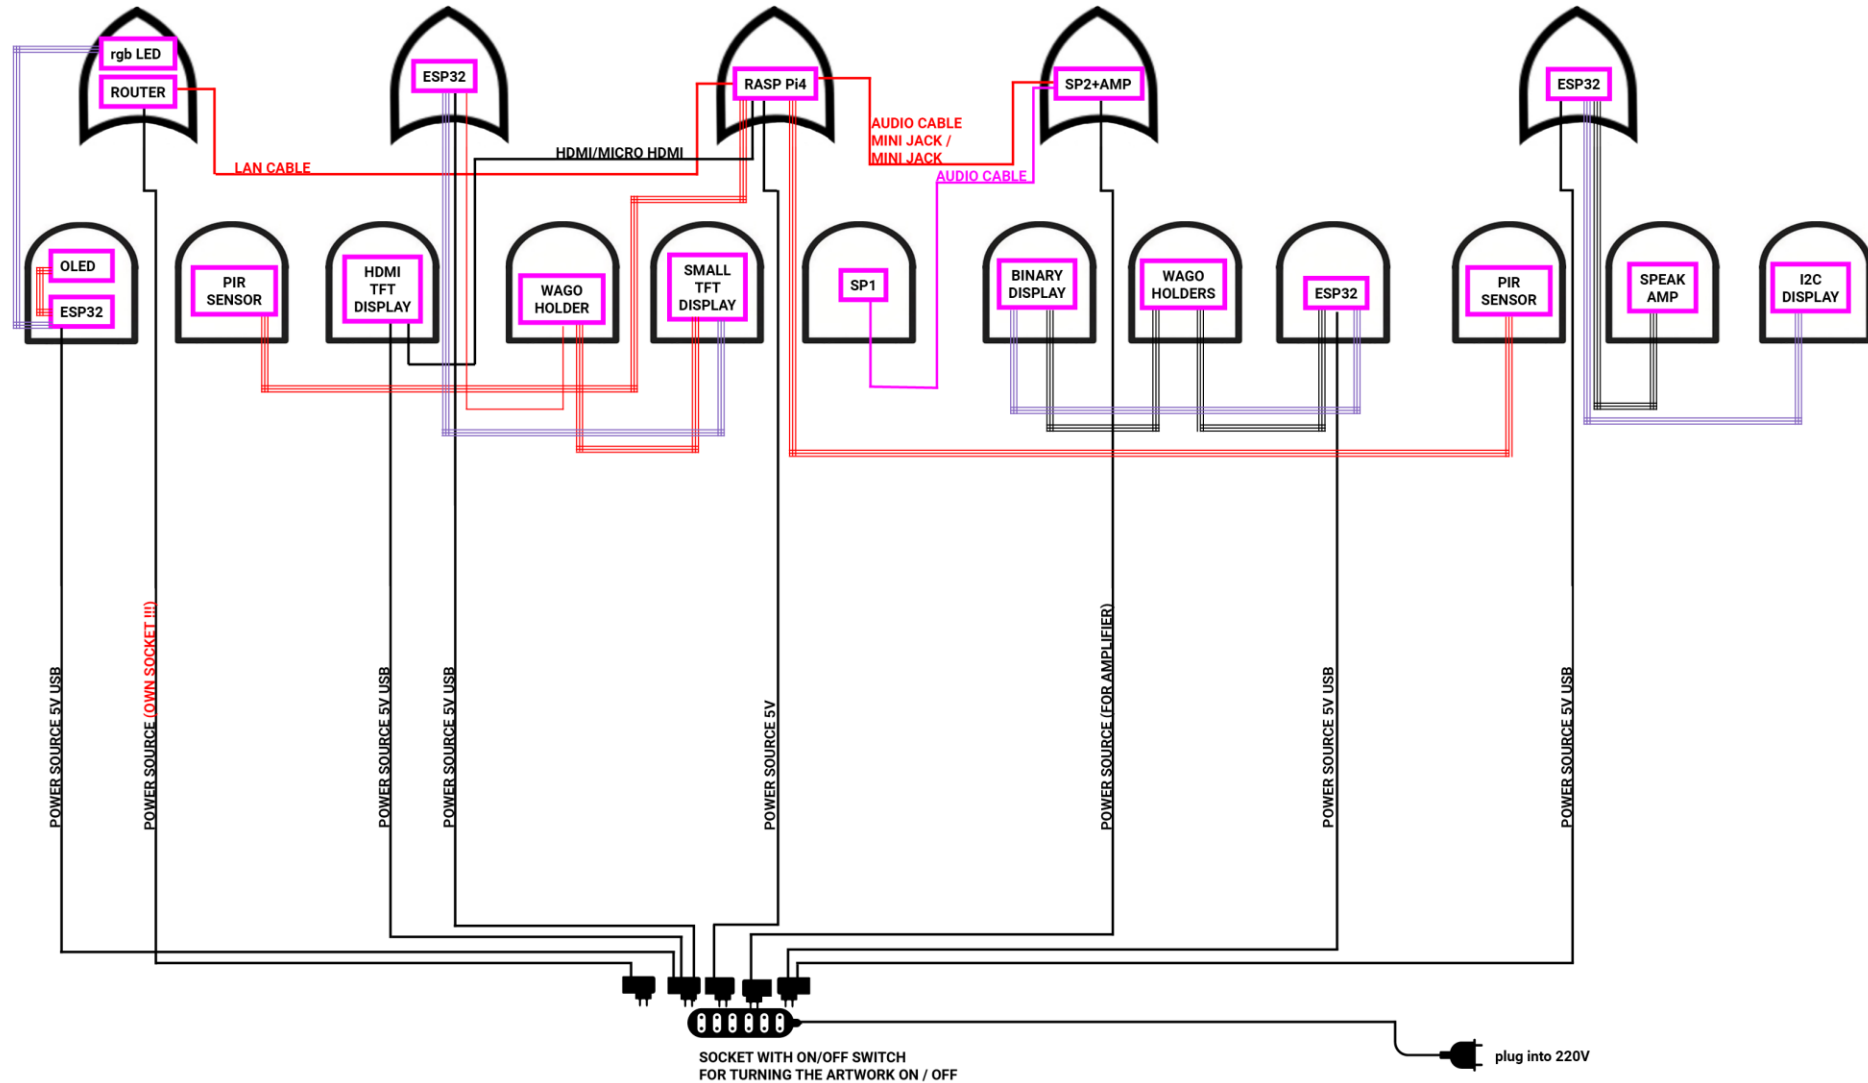 rgb LED
ROUTER
ESP32
RASP Pi4
SP2+AMP
ESP32
AUDIO CABLE
MINI JACK /
MINI JACK
HDMI/MICRO HDMI
LAN CABLE
AUDIO CABLE
OLED
ESP32
PIR
SENSOR
HDMI
TFT
DISPLAY
WAGO
HOLDER
SMALL
TFT
DISPLAY
SP1
BINARY
DISPLAY
WAGO
HOLDERS
ESP32
PIR
SENSOR
SPEAK
AMP
I2C
DISPLAY
POWER SOURCE 5V USB
POWER SOURCE (OWN SOCKET !!!)
POWER SOURCE 5V USB
POWER SOURCE 5V USB
POWER SOURCE 5V
POWER SOURCE (FOR AMPLIFIER)
POWER SOURCE 5V USB
POWER SOURCE 5V USB
SOCKET WITH ON/OFF SWITCH
FOR TURNING THE ARTWORK ON / OFF
plug into 220V